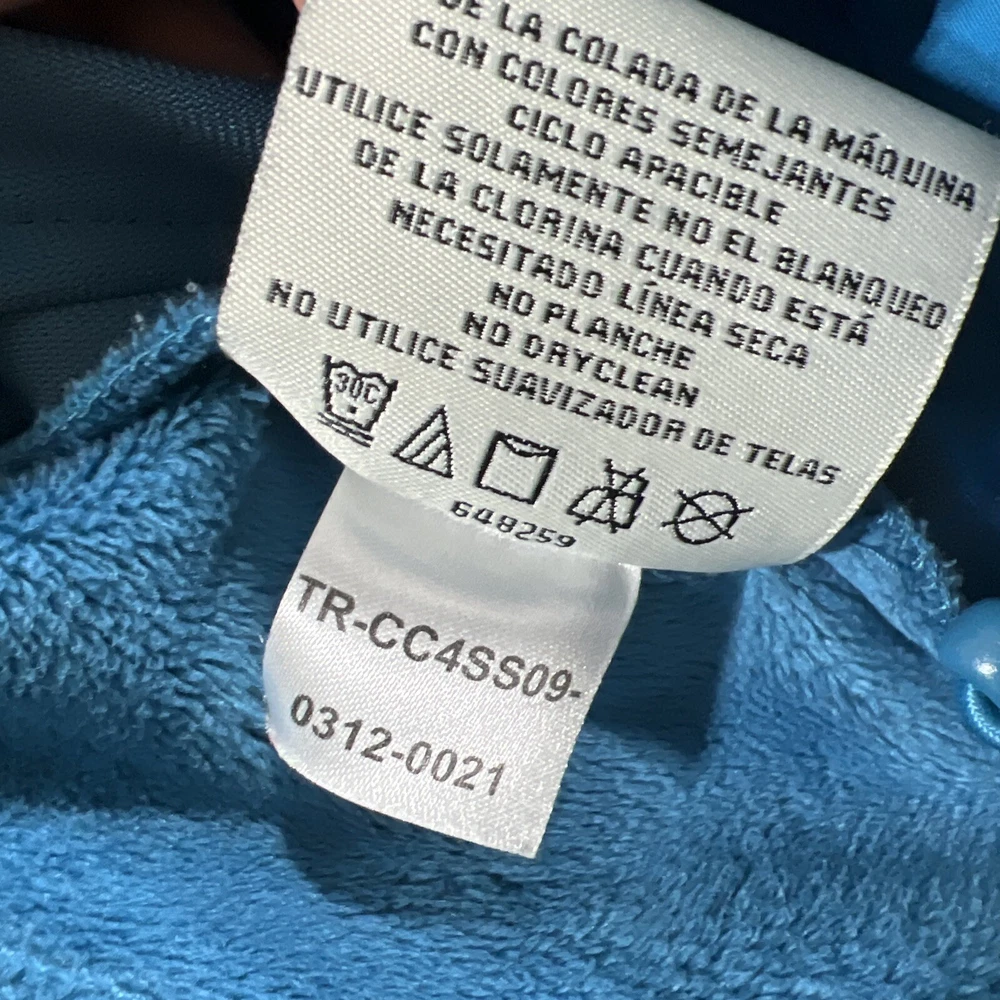 DE LA COLADA DE LA MÁQUINA
CON COLORES SEMEJANTES
CICLO APACIBLE
UTILICE SOLAMENTE NO EL BLANQUEO
DE LA CLORINA CUANDO ESTÁ
NECESITADO LÍNEA SECA
NO PLANCHE
NO DRYCLEAN
NO UTILICE SUAVIZADOR DE TELAS
30C
648259
TR-CC4SS09-
0312-0021